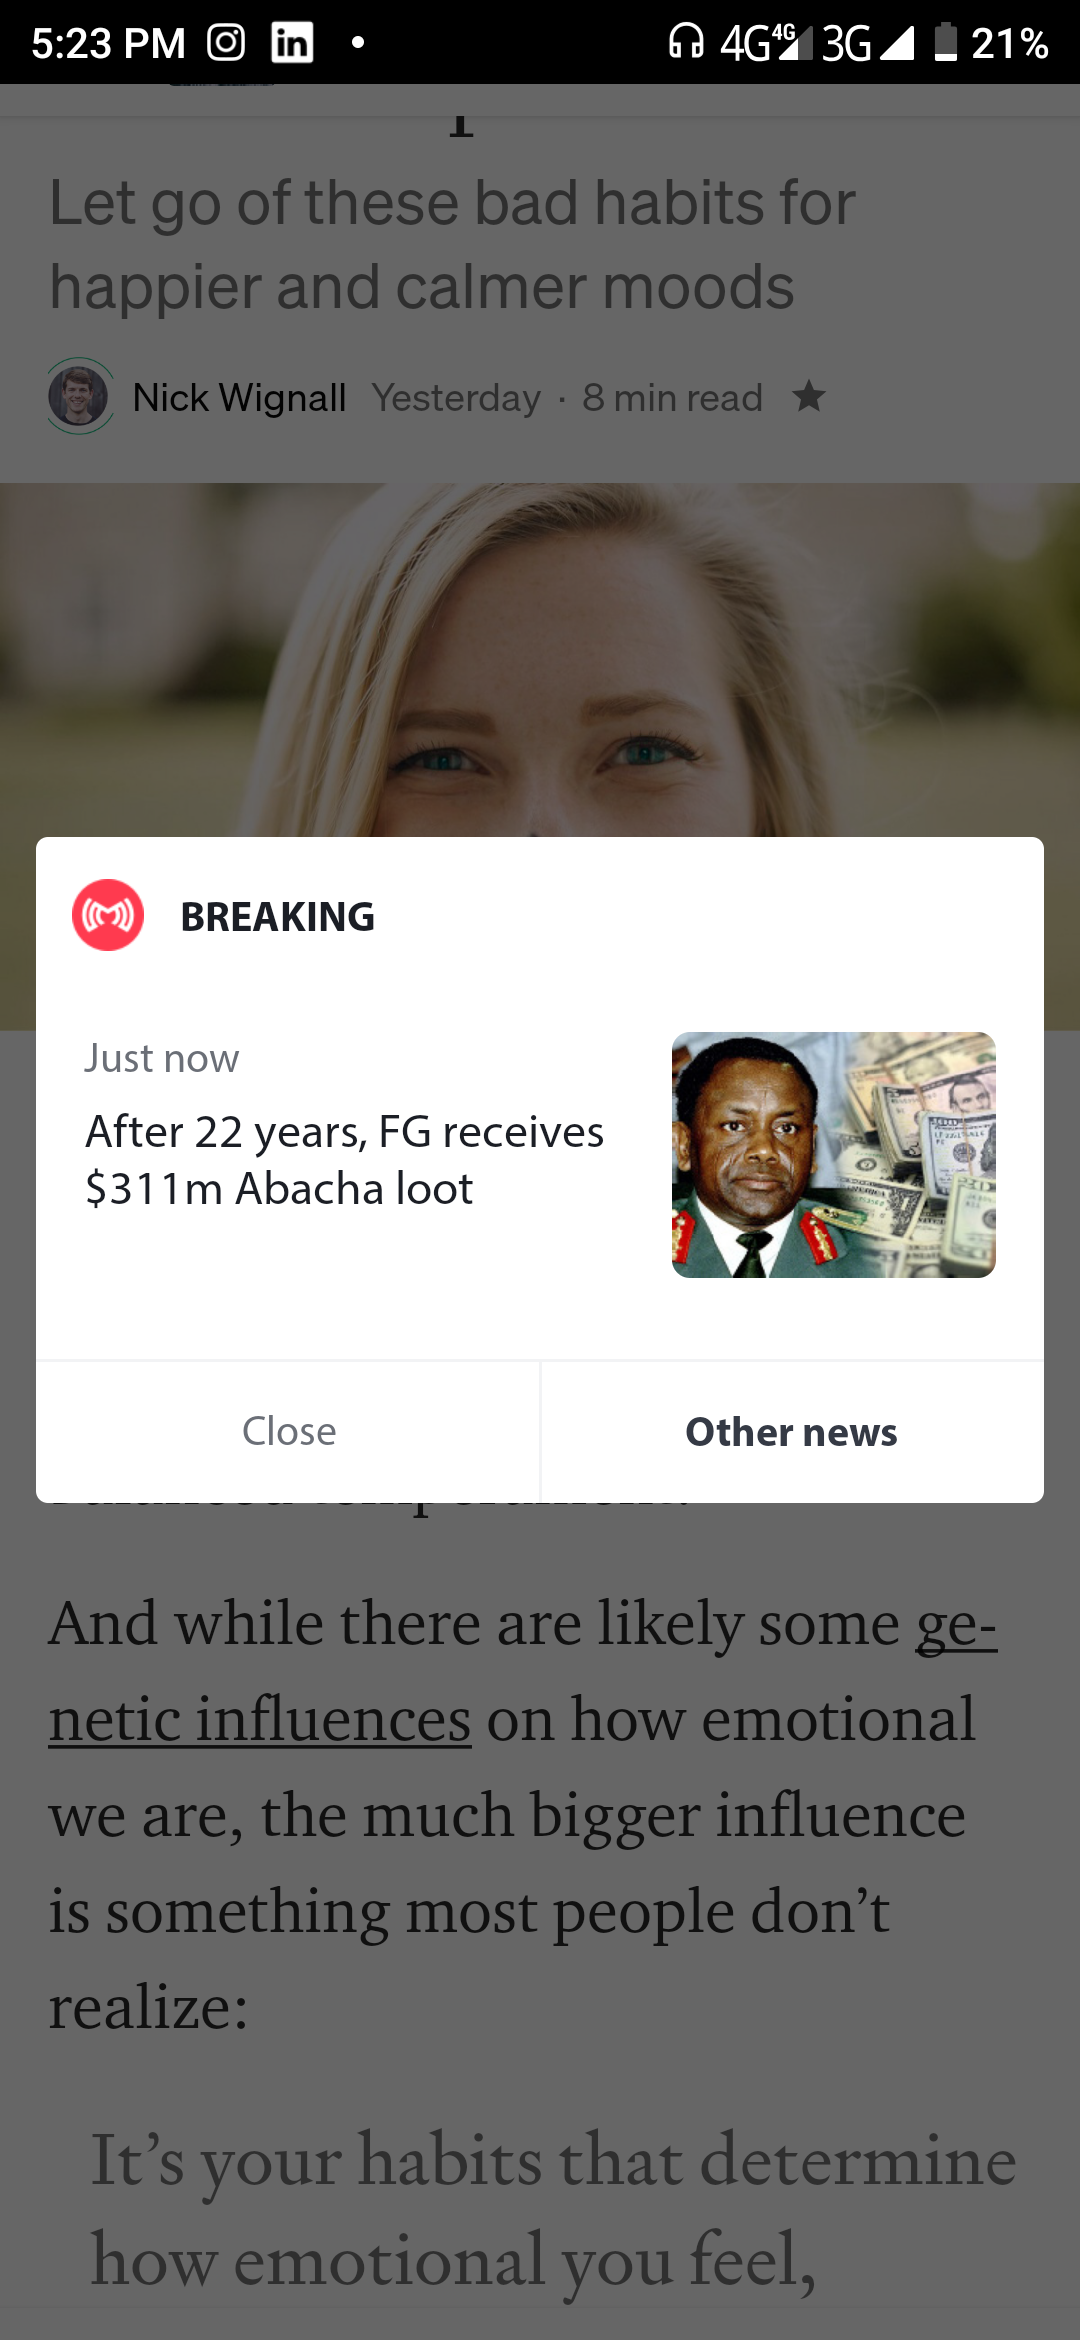 5:23 PM 4G 4G 3G 21%
Let go of these bad habits for
happier and calmer moods
Nick Wignall Yesterday · 8 min read
BREAKING
Just now
After 22 years, FG receives
$311m Abacha loot
Close Other news
And while there are likely some ge-
netic influences on how emotional
we are, the much bigger influence
is something most people don’t
realize:
It’s your habits that determine
how emotional you feel,